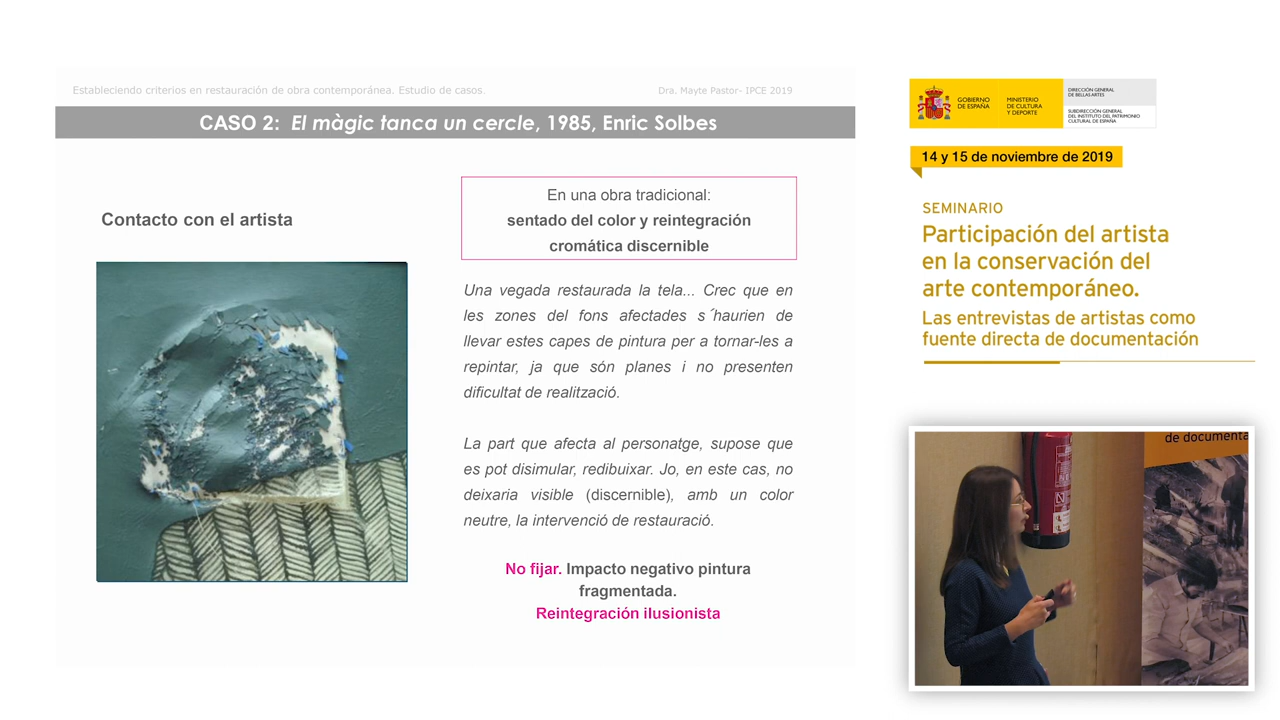 Estableciendo criterios en restauración de obra contemporánea. Estudio de casos.
Dra. Mayte Pastor- IPCE 2019
CASO 2: El màgic tanca un cercle, 1985, Enric Solbes
Contacto con el artista
En una obra tradicional:
sentado del color y reintegración
cromática discernible
Una vegada restaurada la tela... Crec que en
les zones del fons afectades s´haurien de
llevar estes capes de pintura per a tornar-les a
repintar, ja que són planes i no presenten
dificultat de realització.
La part que afecta al personatge, supose que
es pot disimular, redibuixar. Jo, en este cas, no
deixaria visible (discernible), amb un color
neutre, la intervenció de restauració.
No fijar. Impacto negativo pintura
fragmentada.
Reintegración ilusionista
GOBIERNO
DE ESPAÑA
MINISTERIO
DE CULTURA
Y DEPORTE
DIRECCIÓN GENERAL
DE BELLAS ARTES
SUBDIRECCIÓN GENERAL
DEL INSTITUTO DEL PATRIMONIO
CULTURAL DE ESPAÑA
14 y 15 de noviembre de 2019
SEMINARIO
Participación del artista
en la conservación del
arte contemporáneo.
Las entrevistas de artistas como
fuente directa de documentación
de documenta